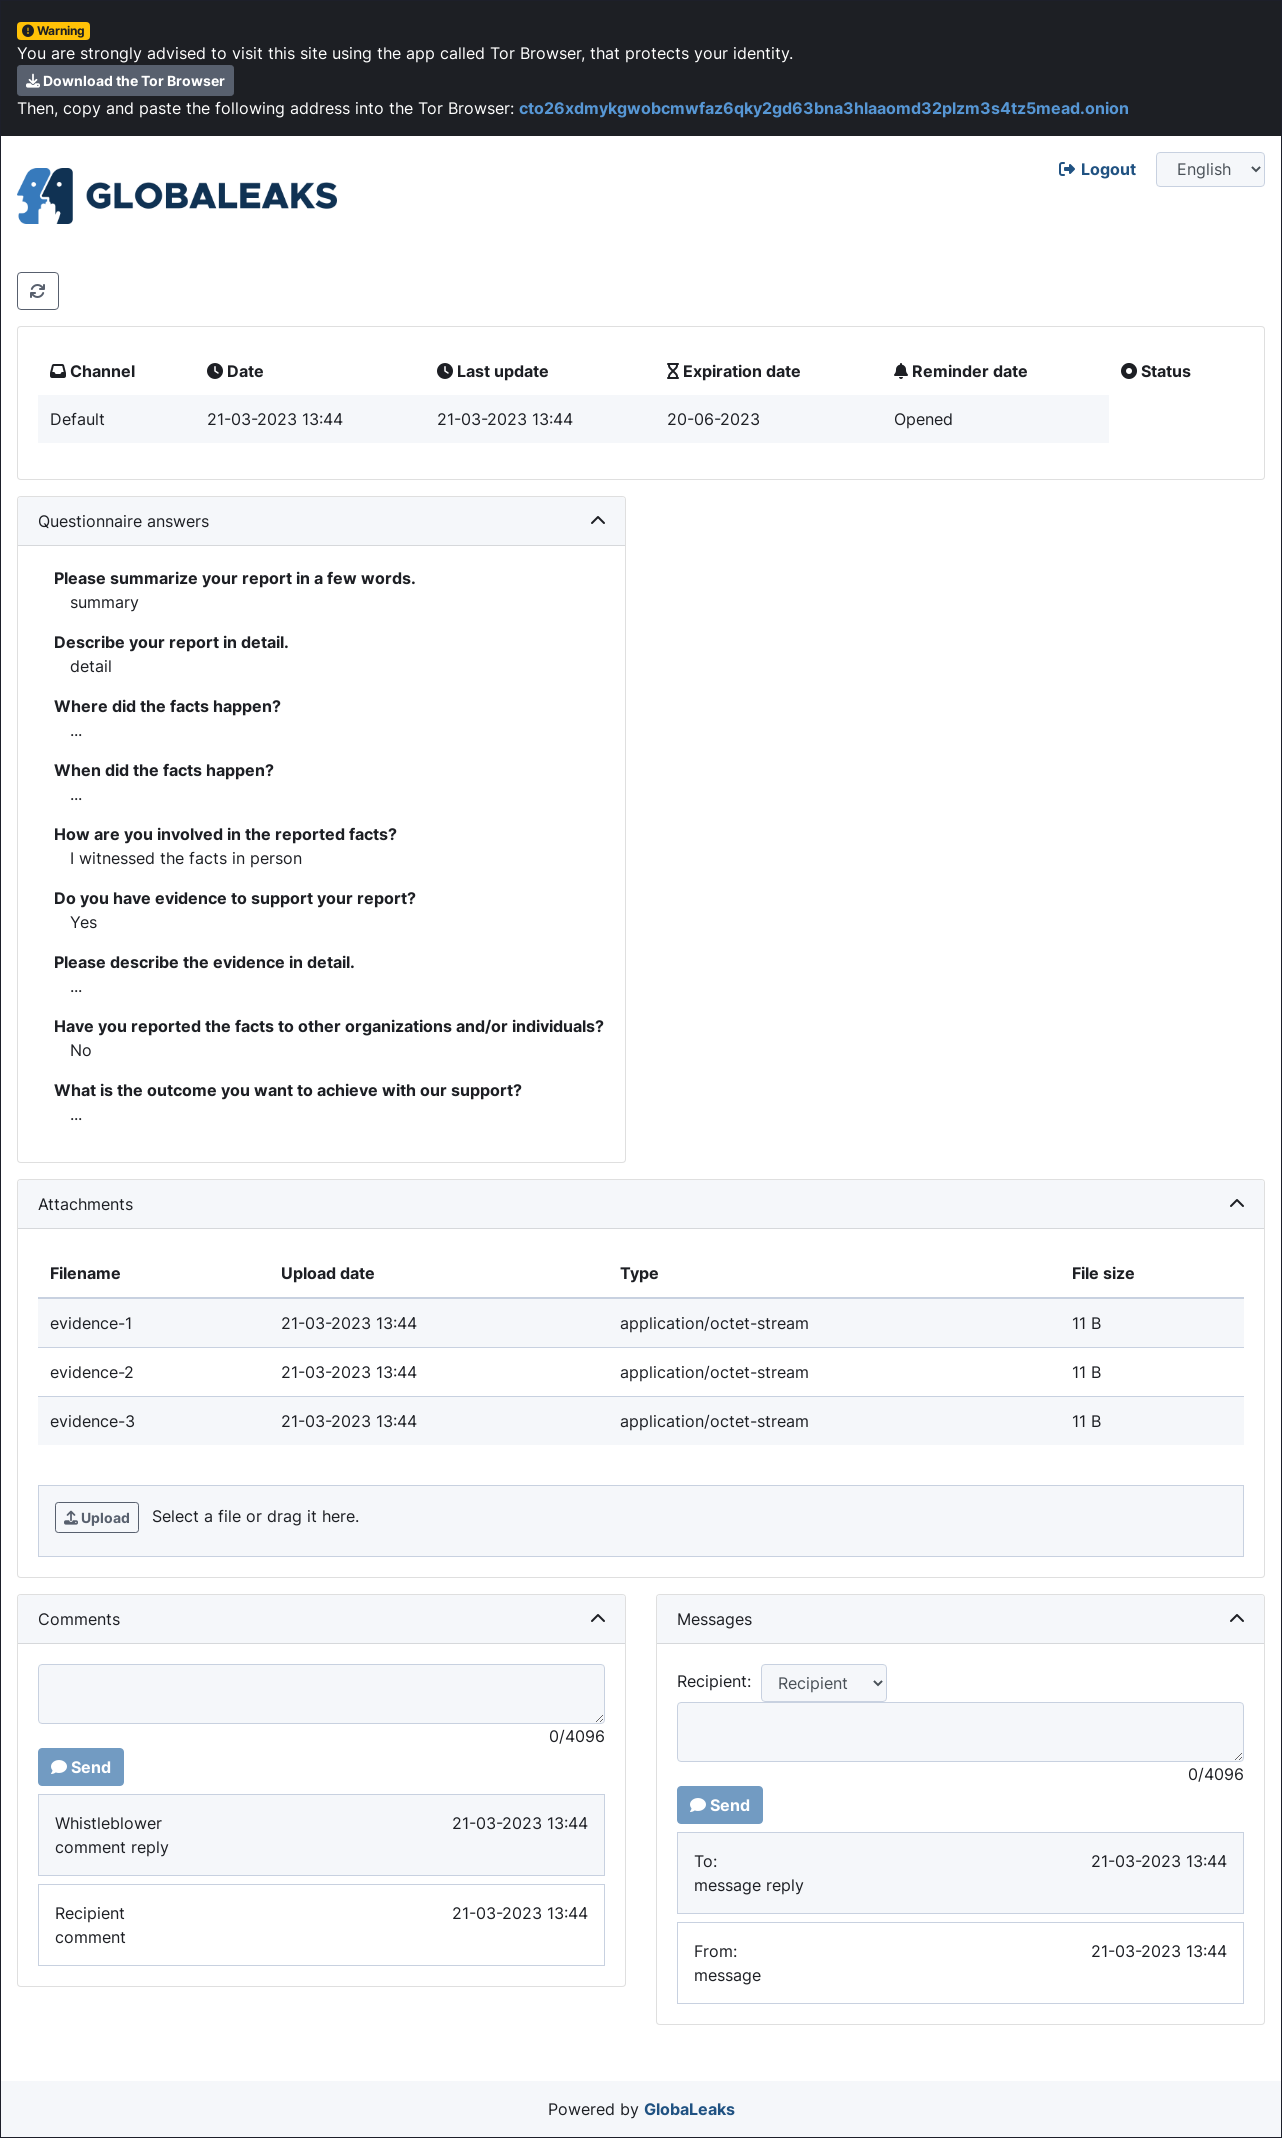 Warning
You are strongly advised to visit this site using the app called Tor Browser, that protects your identity.
Download the Tor Browser
Then, copy and paste the following address into the Tor Browser: cto26xdmykgwobcmwfaz6qky2gd63bna3hlaaomd32plzm3s4tz5mead.onion
Logout English
GLOBALEAKS
Channel Date Last update Expiration date Reminder date Status
Default 21-03-2023 13:44 21-03-2023 13:44 20-06-2023 Opened
Questionnaire answers
Please summarize your report in a few words.
summary
Describe your report in detail.
detail
Where did the facts happen?
...
When did the facts happen?
...
How are you involved in the reported facts?
I witnessed the facts in person
Do you have evidence to support your report?
Yes
Please describe the evidence in detail.
...
Have you reported the facts to other organizations and/or individuals?
No
What is the outcome you want to achieve with our support?
...
Attachments
Filename Upload date Type File size
evidence-1 21-03-2023 13:44 application/octet-stream 11 B
evidence-2 21-03-2023 13:44 application/octet-stream 11 B
evidence-3 21-03-2023 13:44 application/octet-stream 11 B
Upload Select a file or drag it here.
Comments
0/4096
Send
Whistleblower 21-03-2023 13:44
comment reply
Recipient 21-03-2023 13:44
comment
Messages
Recipient: Recipient
0/4096
Send
To: 21-03-2023 13:44
message reply
From: 21-03-2023 13:44
message
Powered by GlobaLeaks